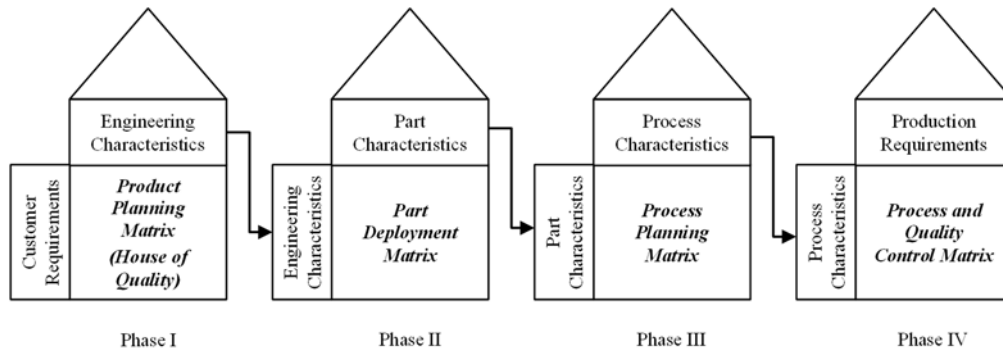 Engineering
Characteristics
Customer
Requirements
Product
Planning
Matrix
(House of
Quality)
Phase I
Part
Characteristics
Engineering
Characteristics
Part
Deployment
Matrix
Phase II
Process
Characteristics
Part
Characteristics
Process
Planning
Matrix
Phase III
Production
Requirements
Process
Characteristics
Process and
Quality
Control Matrix
Phase IV